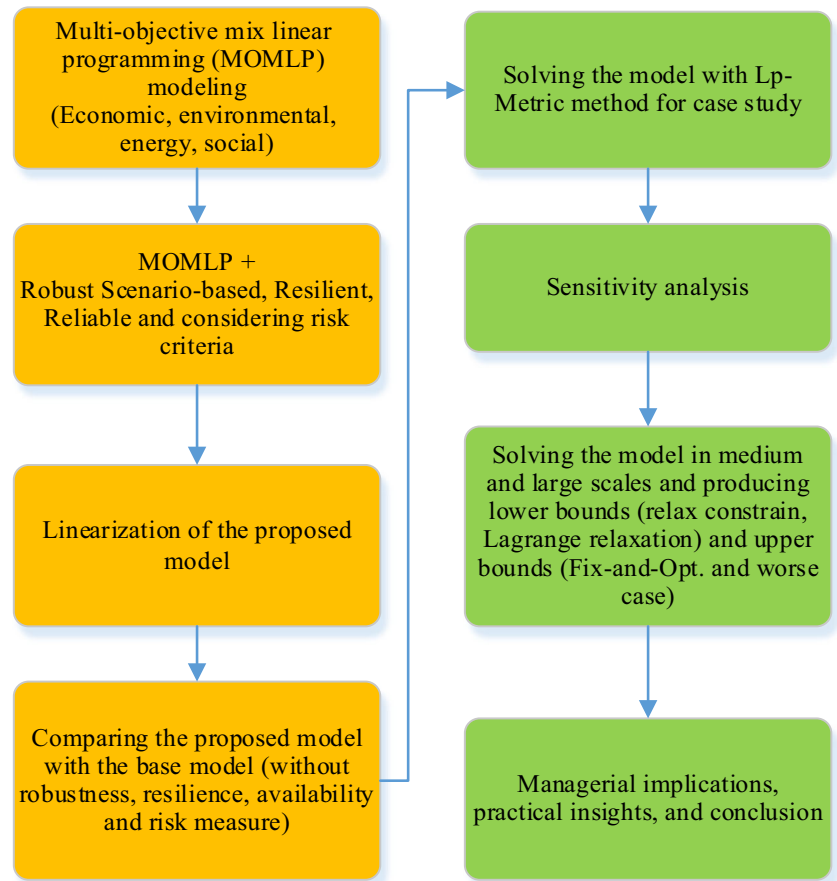 Multi-objective mix linear
programming (MOMLP)
modeling
(Economic, environmental,
energy, social)
MOMLP +
Robust Scenario-based, Resilient,
Reliable and considering risk
criteria
Linearization of the proposed
model
Comparing the proposed model
with the base model (without
robustness, resilience, availability
and risk measure)
Solving the model with Lp-
Metric method for case study
Sensitivity analysis
Solving the model in medium
and large scales and producing
lower bounds (relax constrain,
Lagrange relaxation) and upper
bounds (Fix-and-Opt. and worse
case)
Managerial implications,
practical insights, and conclusion